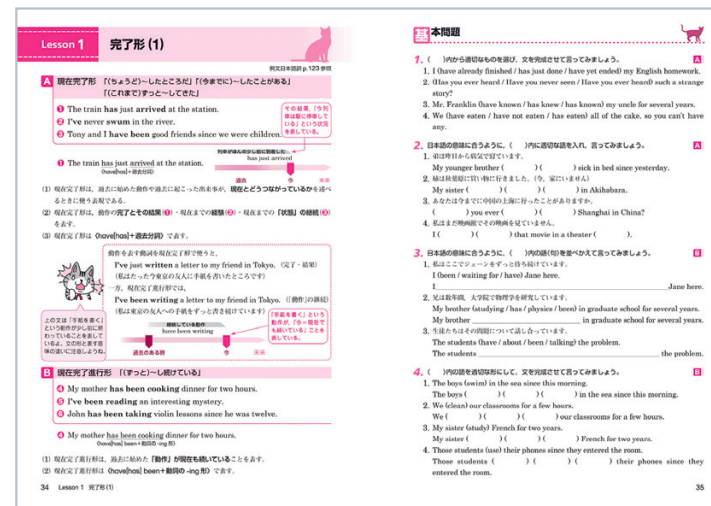 Lesson 1 完了形 (1)
例文日本語訳 p.123 参照
A 現在完了形 「(ちょうど)~したところだ」「(今までに)~したことがある」
「(これまで)ずっと~してきた」
❶ The train has just arrived at the station.
❷ I've never swum in the river.
❸ Tony and I have been good friends since we were children.
その結果、「今列車は駅に停車している」という状況を表している。
❶ The train has just arrived at the station.
〈have[has]+過去分詞〉
列車がほんの少し前に到着した
has just arrived
過去 今 未来
(1) 現在完了形は、過去に始めた動作や過去に起こった出来事が、現在とどうつながっているかを述べ
るときに使う表現である。
(2) 現在完了形は、動作の完了とその結果(❶)・現在までの経験(❷)・現在までの「状態」の継続(❸)
を表す。
(3) 現在完了形は〈have[has]+過去分詞〉で表す。
動作を表す動詞を現在完了形で使うと、
I've just written a letter to my friend in Tokyo. 〈完了・結果〉
(私はたった今東京の友人に手紙を書いたところです)
一方、現在完了進行形では、
I've been writing a letter to my friend in Tokyo. 〈「動作」の継続〉
(私は東京の友人への手紙をずっと書き続けています)
上の文は「手紙を書く」
という動作が少し前に終
わっていることを表して
いるよ。文の形と表す意
味の違いに注意しようね。
継続している動作
have been writing
過去のある時 今 未来
「手紙を書く」という
動作が、「今=現在で
も続いている」ことを
表している。
B 現在完了進行形 「(ずっと)~し続けている」
❹ My mother has been cooking dinner for two hours.
❺ I've been reading an interesting mystery.
❻ John has been taking violin lessons since he was twelve.
❹ My mother has been cooking dinner for two hours.
〈have[has] been+動詞の -ing 形〉
(1) 現在完了進行形は、過去に始めた「動作」が現在も続いていることを表す。
(2) 現在完了進行形は〈have[has] been+動詞の -ing 形〉で表す。
34 Lesson 1 完了形 (1)
基本問題
1. ( )内から適切なものを選び、文を完成させて言ってみましょう。 A
1. I (have already finished / has just done / have yet ended) my English homework.
2. (Has you ever heard / Have you never seen / Have you ever heard) such a strange
story?
3. Mr. Franklin (have known / has knew / has known) my uncle for several years.
4. We (have eaten / have not eaten / has eaten) all of the cake, so you can't have
any.
2. 日本語の意味に合うように、( )内に適切な語を入れ、言ってみましょう。 A
1. 弟は昨日から病気で寝ています。
My younger brother ( ) ( ) sick in bed since yesterday.
2. 姉は秋葉原に買い物に行きました。(今、家にいません)
My sister ( ) ( ) in Akihabara.
3. あなたは今までに中国の上海に行ったことがありますか。
( ) you ever ( ) ( ) Shanghai in China?
4. 私はまだ映画館でその映画を見ていません。
I ( ) ( ) that movie in a theater ( ).
3. 日本語の意味に合うように、( )内の語(句)を並べかえて言ってみましょう。 B
1. 私はここでジェーンをずっと待ち続けています。
I (been / waiting for / have) Jane here.
I Jane here.
2. 兄は数年間、大学院で物理学を研究しています。
My brother (studying / has / physics / been) in graduate school for several years.
My brother in graduate school for several years.
3. 生徒たちはその問題について話し合っています。
The students (have / about / been / talking) the problem.
The students the problem.
4. ( )内の語を適切な形にして、文を完成させて言ってみましょう。 B
1. The boys (swim) in the sea since this morning.
The boys ( ) ( ) ( ) in the sea since this morning.
2. We (clean) our classrooms for a few hours.
We ( ) ( ) ( ) our classrooms for a few hours.
3. My sister (study) French for two years.
My sister ( ) ( ) ( ) French for two years.
4. Those students (use) their phones since they entered the room.
Those students ( ) ( ) ( ) their phones since they
entered the room.
35